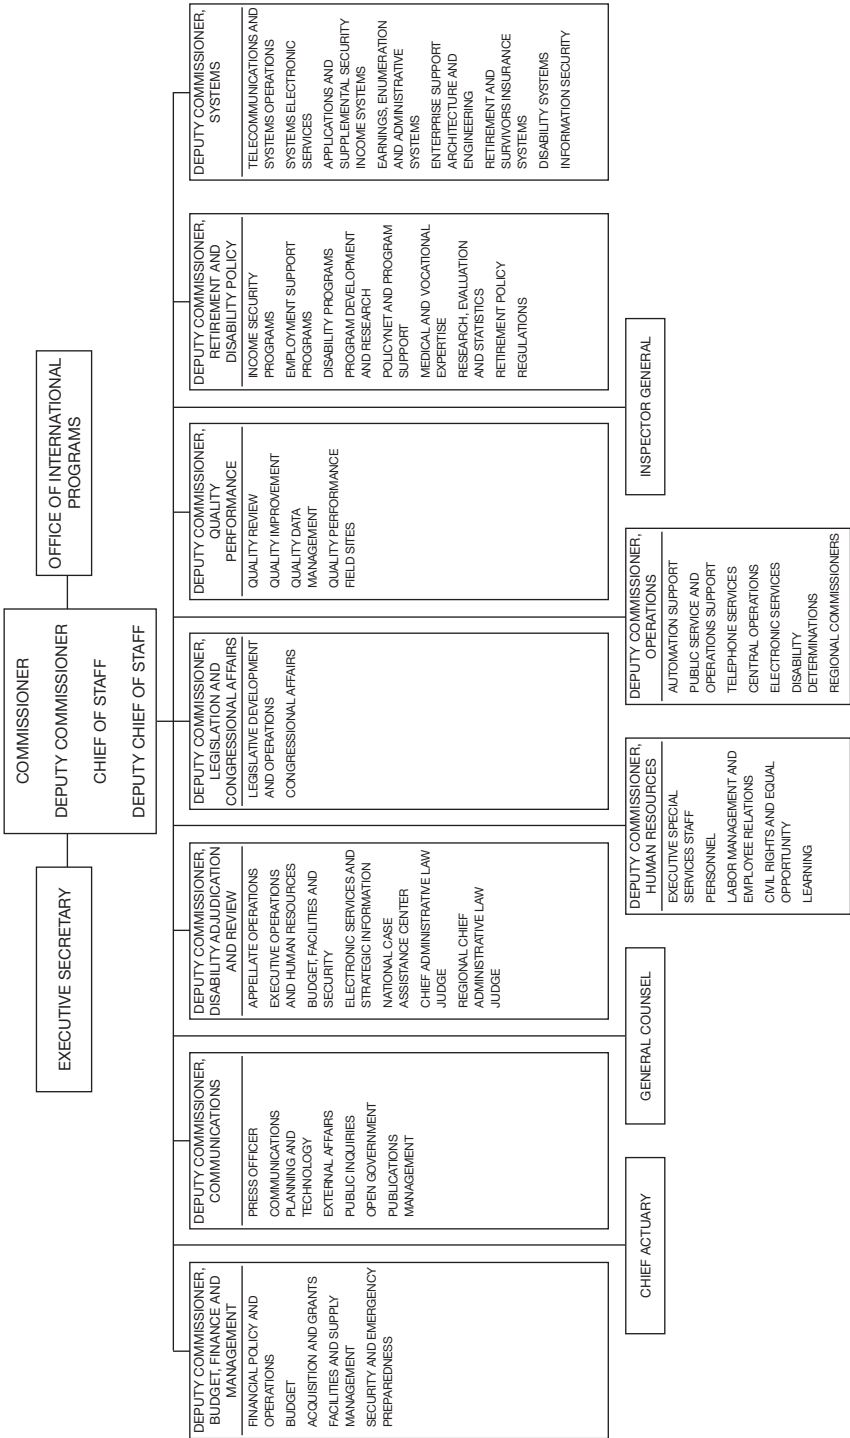 COMMISSIONER
DEPUTY COMMISSIONER
CHIEF OF STAFF
DEPUTY CHIEF OF STAFF
EXECUTIVE SECRETARY
OFFICE OF INTERNATIONAL
PROGRAMS
DEPUTY COMMISSIONER,
BUDGET, FINANCE AND
MANAGEMENT
FINANCIAL POLICY AND
OPERATIONS
BUDGET
ACQUISITION AND GRANTS
FACILITIES AND SUPPLY
MANAGEMENT
SECURITY AND EMERGENCY
PREPAREDNESS
DEPUTY COMMISSIONER,
COMMUNICATIONS
PRESS OFFICER
COMMUNICATIONS
PLANNING AND
TECHNOLOGY
EXTERNAL AFFAIRS
PUBLIC INQUIRIES
OPEN GOVERNMENT
PUBLICATIONS
MANAGEMENT
DEPUTY COMMISSIONER,
DISABILITY ADJUDICATION
AND REVIEW
APPELLATE OPERATIONS
EXECUTIVE OPERATIONS
AND HUMAN RESOURCES
BUDGET, FACILITIES AND
SECURITY
ELECTRONIC SERVICES AND
STRATEGIC INFORMATION
NATIONAL CASE
ASSISTANCE CENTER
CHIEF ADMINISTRATIVE LAW
JUDGE
REGIONAL CHIEF
ADMINISTRATIVE LAW
JUDGE
DEPUTY COMMISSIONER,
LEGISLATION AND
CONGRESSIONAL AFFAIRS
LEGISLATIVE DEVELOPMENT
AND OPERATIONS
CONGRESSIONAL AFFAIRS
DEPUTY COMMISSIONER,
QUALITY
PERFORMANCE
QUALITY REVIEW
QUALITY IMPROVEMENT
QUALITY DATA
MANAGEMENT
QUALITY PERFORMANCE
FIELD SITES
DEPUTY COMMISSIONER,
RETIREMENT AND
DISABILITY POLICY
INCOME SECURITY
PROGRAMS
EMPLOYMENT SUPPORT
PROGRAMS
DISABILITY PROGRAMS
PROGRAM DEVELOPMENT
AND RESEARCH
POLICYNET AND PROGRAM
SUPPORT
MEDICAL AND VOCATIONAL
EXPERTISE
RESEARCH, EVALUATION
AND STATISTICS
RETIREMENT POLICY
REGULATIONS
DEPUTY COMMISSIONER,
SYSTEMS
TELECOMMUNICATIONS AND
SYSTEMS OPERATIONS
SYSTEMS ELECTRONIC
SERVICES
APPLICATIONS AND
SUPPLEMENTAL SECURITY
INCOME SYSTEMS
EARNINGS, ENUMERATION
AND ADMINISTRATIVE
SYSTEMS
ENTERPRISE SUPPORT
ARCHITECTURE AND
ENGINEERING
RETIREMENT AND
SURVIVORS INSURANCE
SYSTEMS
DISABILITY SYSTEMS
INFORMATION SECURITY
CHIEF ACTUARY
GENERAL COUNSEL
DEPUTY COMMISSIONER,
HUMAN RESOURCES
EXECUTIVE SPECIAL
SERVICES STAFF
PERSONNEL
LABOR MANAGEMENT AND
EMPLOYEE RELATIONS
CIVIL RIGHTS AND EQUAL
OPPORTUNITY
LEARNING
DEPUTY COMMISSIONER,
OPERATIONS
AUTOMATION SUPPORT
PUBLIC SERVICE AND
OPERATIONS SUPPORT
TELEPHONE SERVICES
CENTRAL OPERATIONS
ELECTRONIC SERVICES
DISABILITY
DETERMINATIONS
REGIONAL COMMISSIONERS
INSPECTOR GENERAL